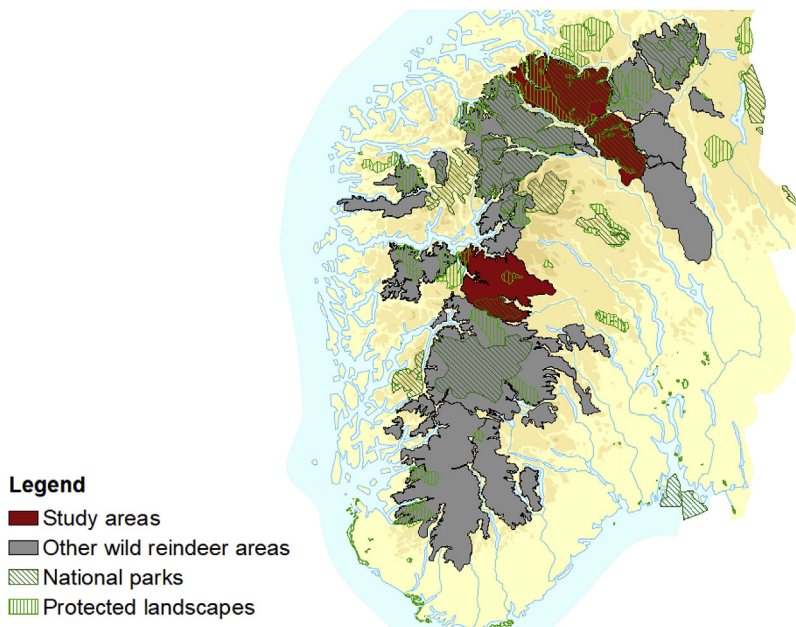 Legend
Study areas
Other wild reindeer areas
National parks
Protected landscapes